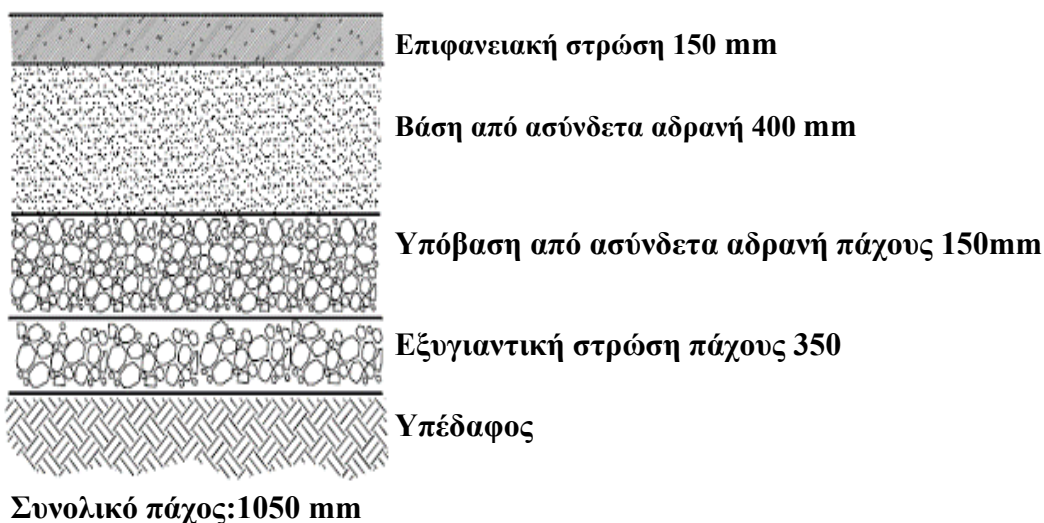 Επιφανειακή στρώση 150 mm
Βάση από ασύνδετα αδρανή 400 mm
Υπόβαση από ασύνδετα αδρανή πάχους 150mm
Εξυγιαντική στρώση πάχους 350
Υπέδαφος
Συνολικό πάχος:1050 mm